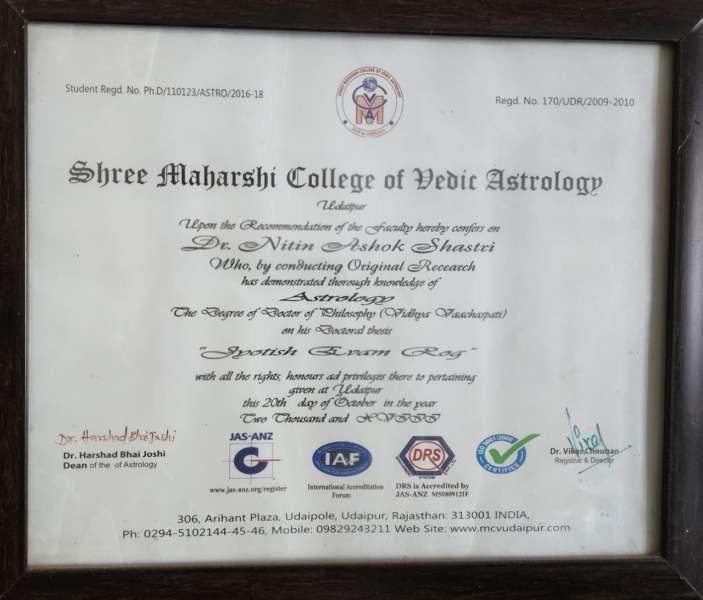 Student Regd. No. Ph.D/110123/ASTRO/2016-18
Regd. No. 170/UDR/2009-2010
Shree Maharshi College of Vedic Astrology
Udaipur
Upon the Recommendation of the Faculty hereby confers on
Dr. Nitin Ashok Shastri
Who, by conducting Original Recearch
has demonstrated thorough knowledge of
Astrology
The Degree of Doctor of Philosophy (Vidhya Vaachaspati)
on his Doctoral thesis
"Jyotish Evam Rog"
with all the rights, honours ad privileges there to pertaining
given at Udaipur
this 20th day of October in the year
Two Thousand and XVIII
Dr. Harshad Bhai Joshi
Dr. Harshad Bhai Joshi
Dean of the of Astrology
JAS-ANZ
www.jas-anz.org/register
IAF
International Accreditation
Forum
DRS
DRS is Accredited by
JAS-ANZ MS080912IF
ISO 9001:2008
CERTIFIED
Dr. Vikas Chouhan
Registrar & Director
306, Arihant Plaza, Udaipole, Udaipur, Rajasthan: 313001 INDIA,
Ph: 0294-5102144-45-46, Mobile: 09829243211 Web Site: www.mcvudaipur.com